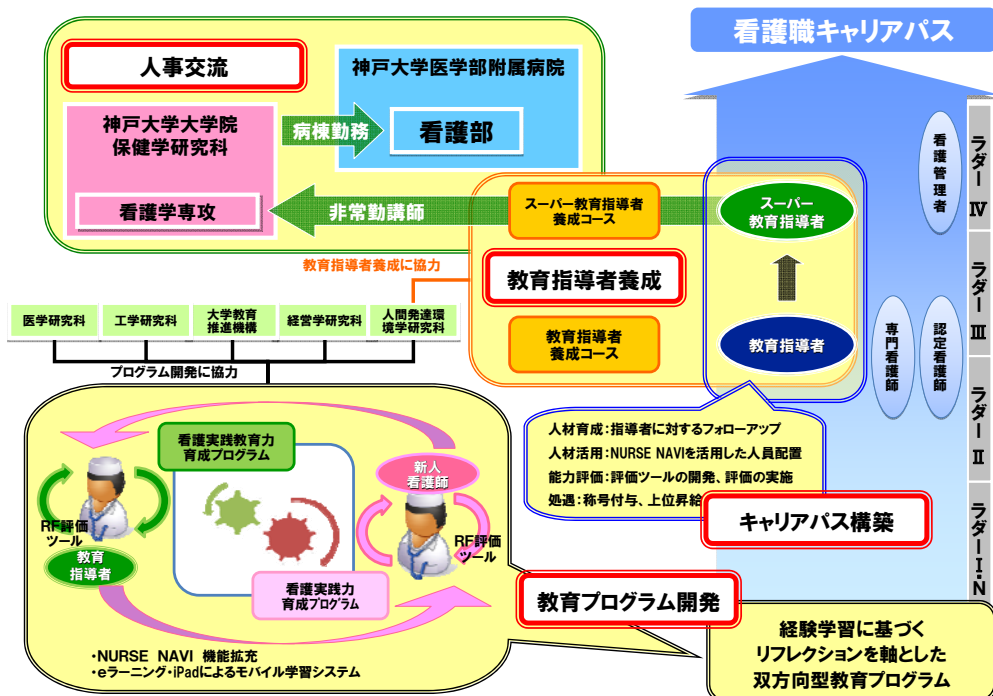 看護職キャリアパス
人事交流
神戸大学医学部附属病院
看護部
神戸大学大学院
保健学研究科
看護学専攻
病棟勤務
非常勤講師
スーパー教育指導者
養成コース
スーパー
教育指導者
教育指導者養成
教育指導者養成に協力
教育指導者
養成コース
教育指導者
看護管理者
専門看護師
認定看護師
ラダー Ⅳ
ラダー Ⅲ
ラダー Ⅱ
ラダーⅠ・N
医学研究科
工学研究科
大学教育
推進機構
経営学研究科
人間発達環
境学研究科
プログラム開発に協力
人材育成:指導者に対するフォローアップ
人材活用:NURSE NAVIを活用した人員配置
能力評価:評価ツールの開発、評価の実施
処遇:称号付与、上位昇給
キャリアパス構築
看護実践教育力
育成プログラム
新人
看護師
RF評価
ツール
教育
指導者
RF評価
ツール
看護実践力
育成プログラム
教育プログラム開発
・NURSE NAVI 機能拡充
・eラーニング・iPadによるモバイル学習システム
経験学習に基づく
リフレクションを軸とした
双方向型教育プログラム